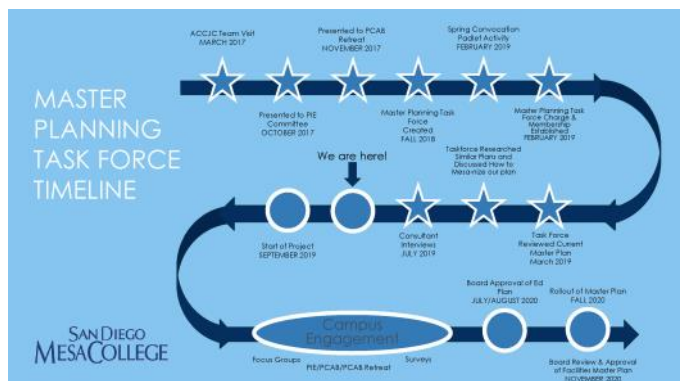 ACCJC Team Visit
MARCH 2017
Presented to PCAB
Retreat
NOVEMBER 2017
Spring Convocation
Padlet Activity
FEBRUARY 2019
MASTER
PLANNING
TASK FORCE
TIMELINE
Presented to PIE
Committee
OCTOBER 2017
Master Planning Task
Force
Created
FALL 2018
Master Planning Task
Force Charge &
Membership
Established
FEBRUARY 2019
We are here!
Taskforce Researched
Similar Plans and
Discussed How to
Mesa-mize our plan
Start of Project
SEPTEMBER 2019
Consultant
Interviews
JULY 2019
Task Force
Reviewed Current
Master Plan
March 2019
Board Approval of Ed
Plan
JULY/AUGUST 2020
Rollout of Master Plan
FALL 2020
Campus
Engagement
Focus Groups
PIE/PCAB/PCAB Retreat
Surveys
Board Review & Approval
of Facilities Master Plan
NOVEMBER 2020
SAN DIEGO
MESA COLLEGE